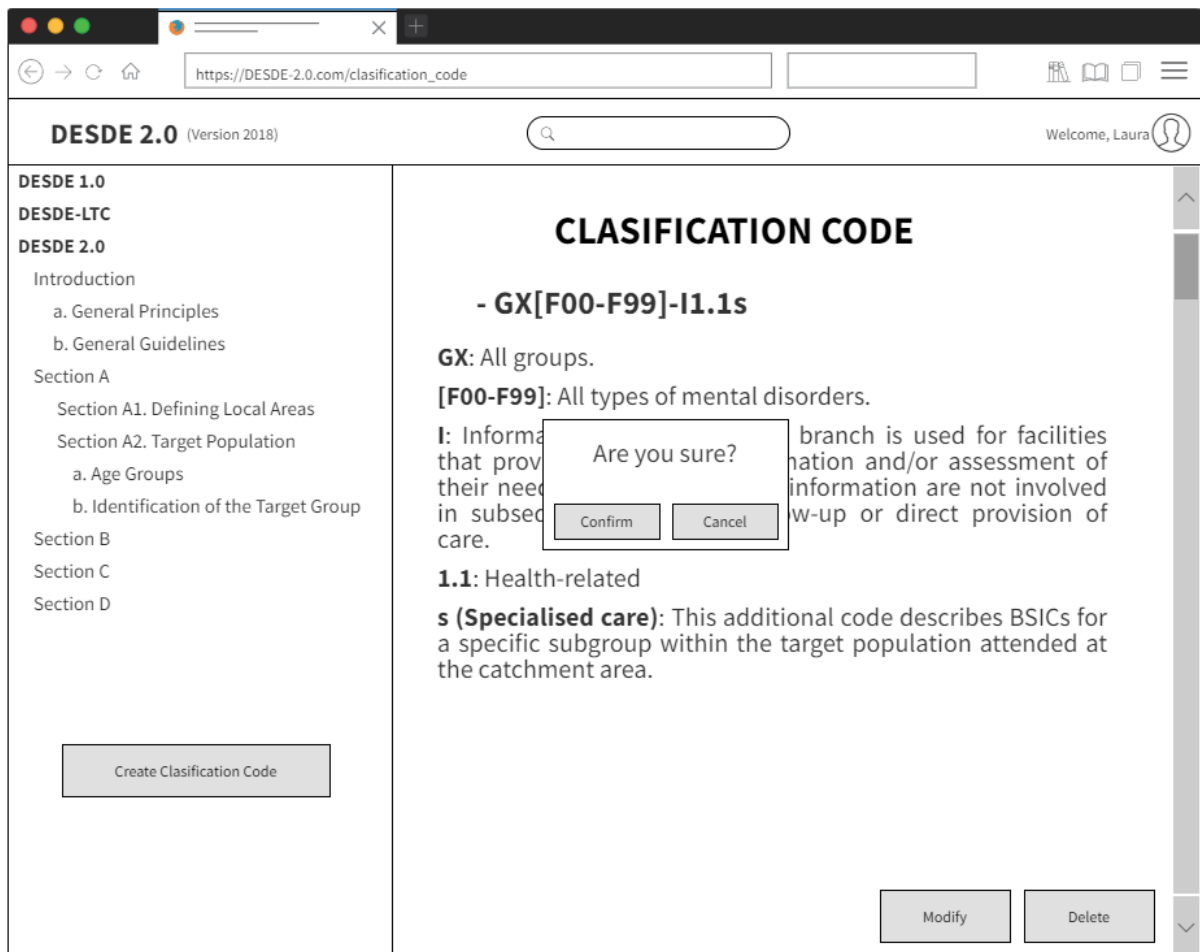 https://DESDE-2.0.com/clasification_code
DESDE 2.0 (Version 2018)
Welcome, Laura
DESDE 1.0
DESDE-LTC
DESDE 2.0
Introduction
a. General Principles
b. General Guidelines
Section A
Section A1. Defining Local Areas
Section A2. Target Population
a. Age Groups
b. Identification of the Target Group
Section B
Section C
Section D
Create Clasification Code
CLASIFICATION CODE
- GX[F00-F99]-I1.1s
GX: All groups.
[F00-F99]: All types of mental disorders.
I: branch is used for facilities
that and/or assessment of
their information are not involved
in or direct provision of
care.
Are you sure?
Confirm Cancel
1.1: Health-related
s (Specialised care): This additional code describes BSICs for
a specific subgroup within the target population attended at
the catchment area.
Modify Delete